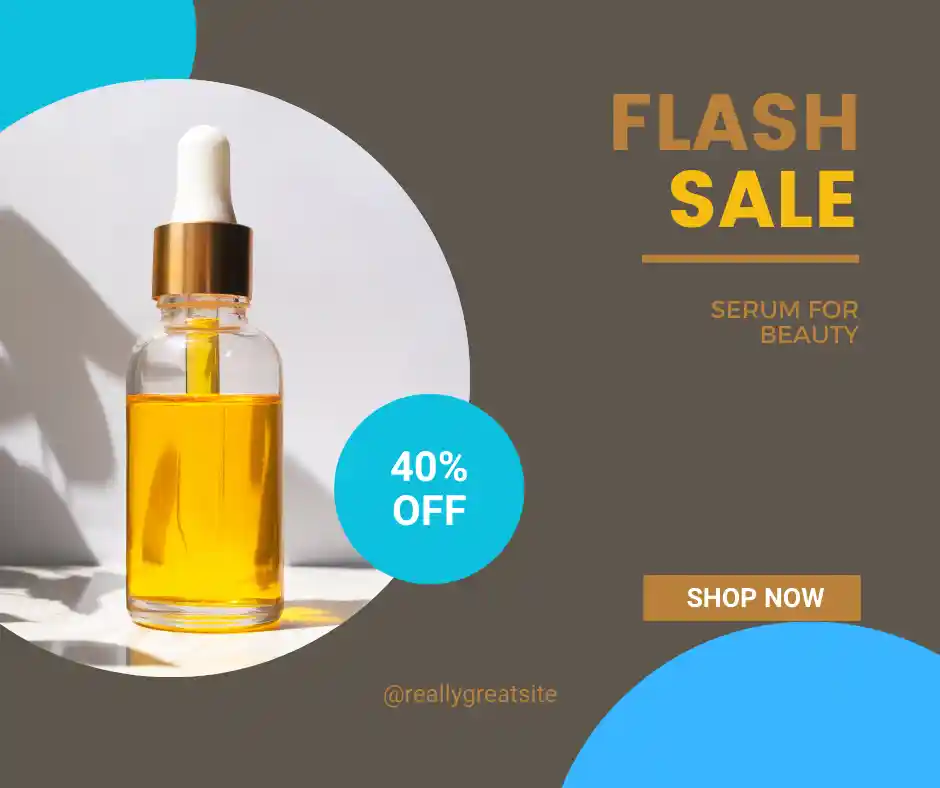 FLASH
SALE
SERUM FOR
BEAUTY
40%
OFF
SHOP NOW
@reallygreatsite